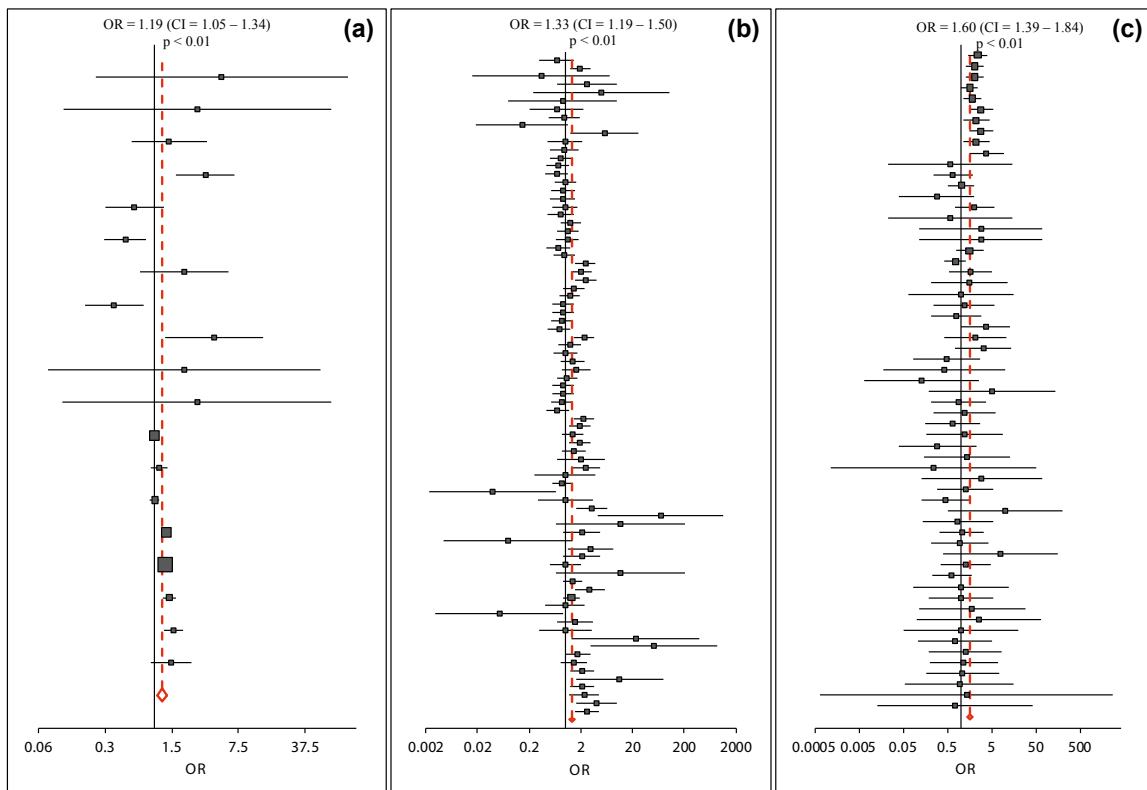 OR = 1.19 (CI = 1.05 – 1.34)
p < 0.01
(a)
0.06 0.3 1.5 7.5 37.5
OR
OR = 1.33 (CI = 1.19 – 1.50)
p < 0.01
(b)
0.002 0.02 0.2 2 20 200 2000
OR
OR = 1.60 (CI = 1.39 – 1.84)
p < 0.01
(c)
0.0005 0.005 0.05 0.5 5 50 500
OR